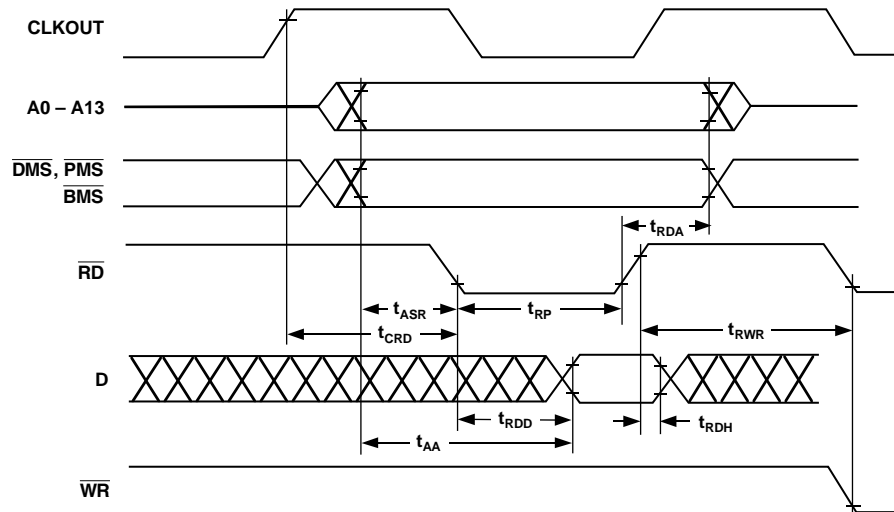 CLKOUT
A0 – A13
DMS, PMS
BMS
tRDA
RD
tASR
tRP
tCRD
tRWR
D
tRDD
tRDH
tAA
WR